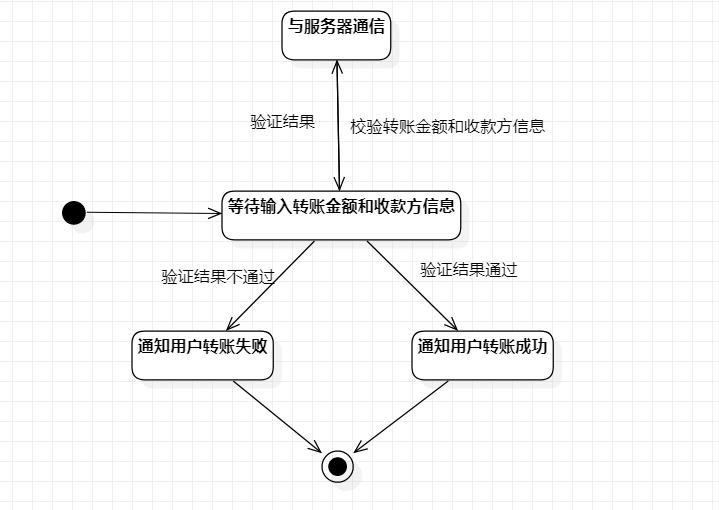 与服务器通信
验证结果
校验转账金额和收款方信息
等待输入转账金额和收款方信息
验证结果不通过
验证结果通过
通知用户转账失败
通知用户转账成功